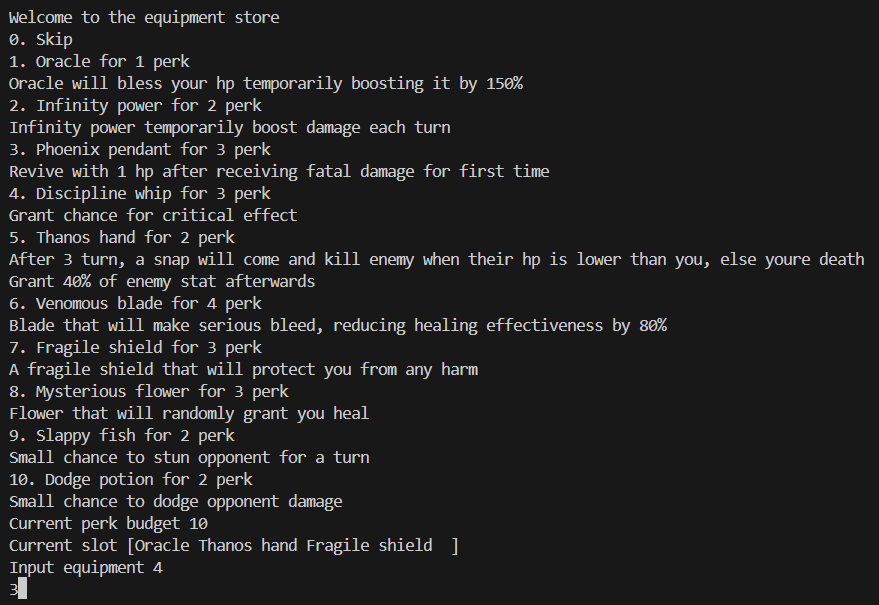 Welcome to the equipment store
0. Skip
1. Oracle for 1 perk
Oracle will bless your hp temporarily boosting it by 150%
2. Infinity power for 2 perk
Infinity power temporarily boost damage each turn
3. Phoenix pendant for 3 perk
Revive with 1 hp after receiving fatal damage for first time
4. Discipline whip for 3 perk
Grant chance for critical effect
5. Thanos hand for 2 perk
After 3 turn, a snap will come and kill enemy when their hp is lower than you, else youre death
Grant 40% of enemy stat afterwards
6. Venomous blade for 4 perk
Blade that will make serious bleed, reducing healing effectiveness by 80%
7. Fragile shield for 3 perk
A fragile shield that will protect you from any harm
8. Mysterious flower for 3 perk
Flower that will randomly grant you heal
9. Slappy fish for 2 perk
Small chance to stun opponent for a turn
10. Dodge potion for 2 perk
Small chance to dodge opponent damage
Current perk budget 10
Current slot [Oracle Thanos hand Fragile shield  ]
Input equipment 4
3